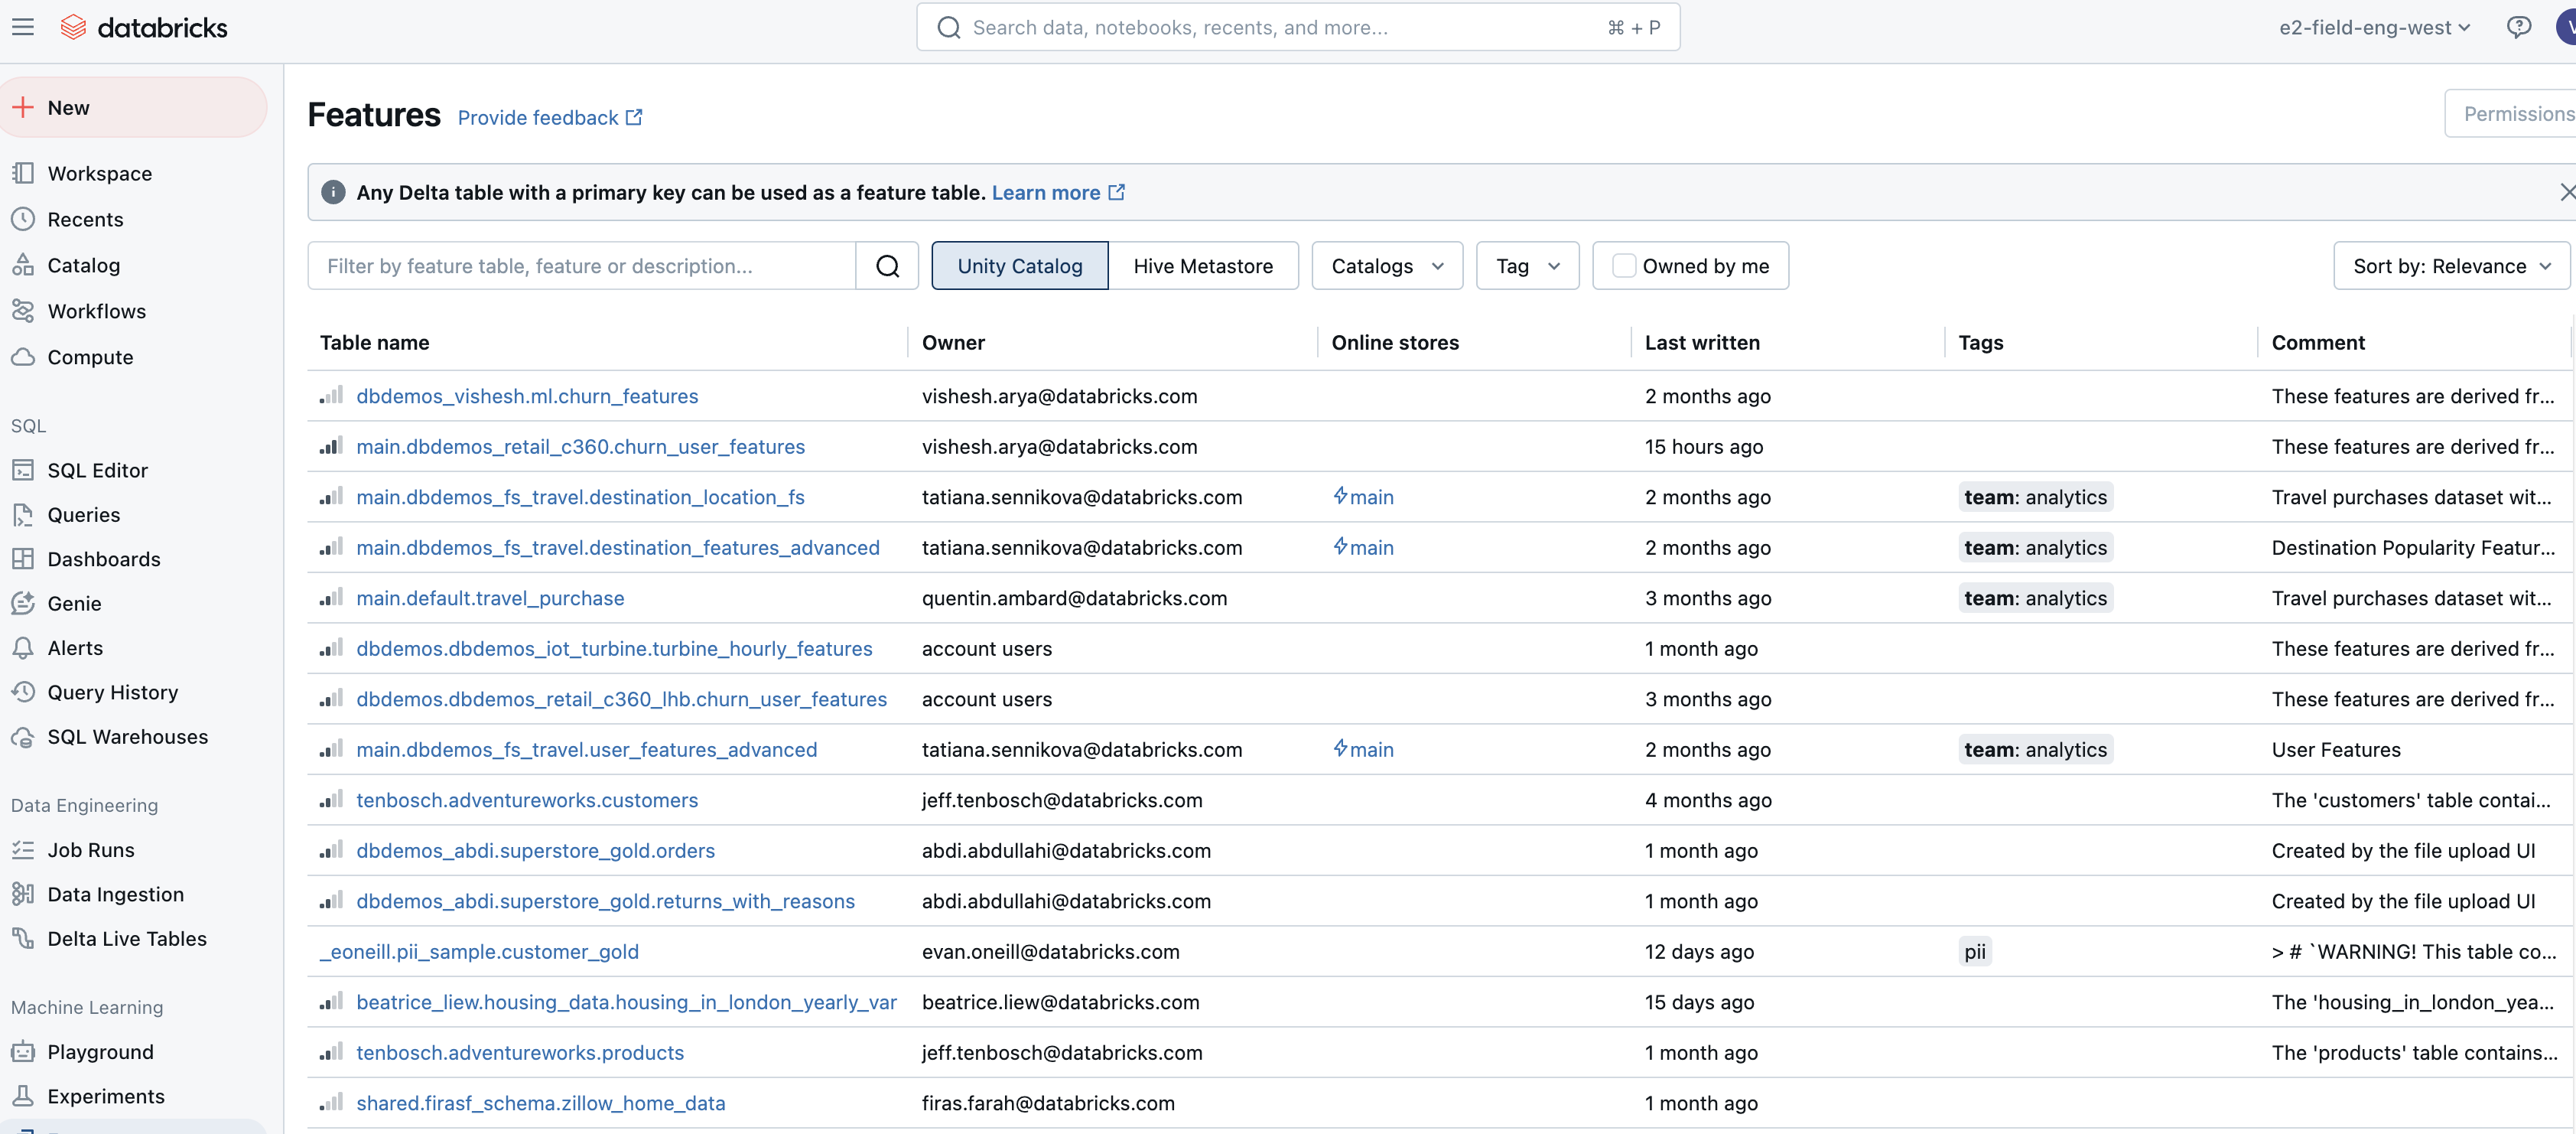 databricks
Search data, notebooks, recents, and more...
⌘ + P
e2-field-eng-west
New
Workspace
Recents
Catalog
Workflows
Compute
SQL
SQL Editor
Queries
Dashboards
Genie
Alerts
Query History
SQL Warehouses
Data Engineering
Job Runs
Data Ingestion
Delta Live Tables
Machine Learning
Playground
Experiments
Features Provide feedback
Permissions
Any Delta table with a primary key can be used as a feature table. Learn more
Filter by feature table, feature or description... Unity Catalog Hive Metastore Catalogs Tag Owned by me Sort by: Relevance
Table name Owner Online stores Last written Tags Comment
dbdemos_vishesh.ml.churn_features vishesh.arya@databricks.com 2 months ago These features are derived fr...
main.dbdemos_retail_c360.churn_user_features vishesh.arya@databricks.com 15 hours ago These features are derived fr...
main.dbdemos_fs_travel.destination_location_fs tatiana.sennikova@databricks.com main 2 months ago team: analytics Travel purchases dataset wit...
main.dbdemos_fs_travel.destination_features_advanced tatiana.sennikova@databricks.com main 2 months ago team: analytics Destination Popularity Featur...
main.default.travel_purchase quentin.ambard@databricks.com 3 months ago team: analytics Travel purchases dataset wit...
dbdemos.dbdemos_iot_turbine.turbine_hourly_features account users 1 month ago These features are derived fr...
dbdemos.dbdemos_retail_c360_lhb.churn_user_features account users 3 months ago These features are derived fr...
main.dbdemos_fs_travel.user_features_advanced tatiana.sennikova@databricks.com main 2 months ago team: analytics User Features
tenbosch.adventureworks.customers jeff.tenbosch@databricks.com 4 months ago The 'customers' table contai...
dbdemos_abdi.superstore_gold.orders abdi.abdullahi@databricks.com 1 month ago Created by the file upload UI
dbdemos_abdi.superstore_gold.returns_with_reasons abdi.abdullahi@databricks.com 1 month ago Created by the file upload UI
_eoneill.pii_sample.customer_gold evan.oneill@databricks.com 12 days ago pii > # `WARNING! This table co...
beatrice_liew.housing_data.housing_in_london_yearly_var beatrice.liew@databricks.com 15 days ago The 'housing_in_london_yea...
tenbosch.adventureworks.products jeff.tenbosch@databricks.com 1 month ago The 'products' table contains...
shared.firasf_schema.zillow_home_data firas.farah@databricks.com 1 month ago